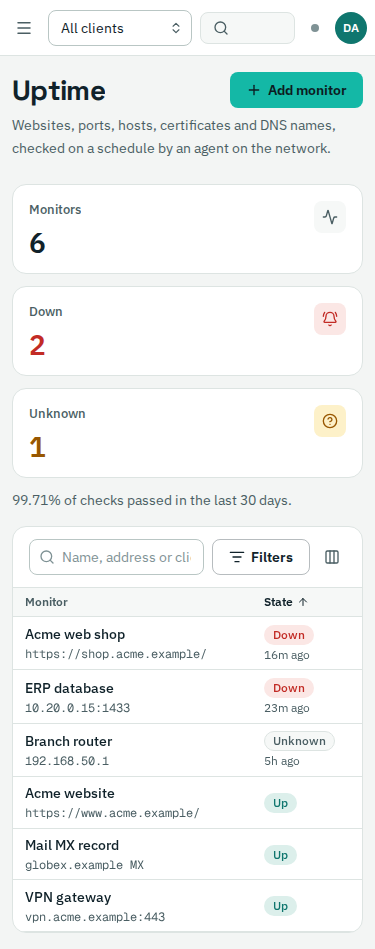 All clients
DA
Uptime
Add monitor
Websites, ports, hosts, certificates and DNS names,
checked on a schedule by an agent on the network.
Monitors
6
Down
2
Unknown
1
99.71% of checks passed in the last 30 days.
Name, address or cli
Filters
Monitor State
Acme web shop Down
https://shop.acme.example/ 16m ago
ERP database Down
10.20.0.15:1433 23m ago
Branch router Unknown
192.168.50.1 5h ago
Acme website
https://www.acme.example/ Up
Mail MX record
globex.example MX Up
VPN gateway
vpn.acme.example:443 Up